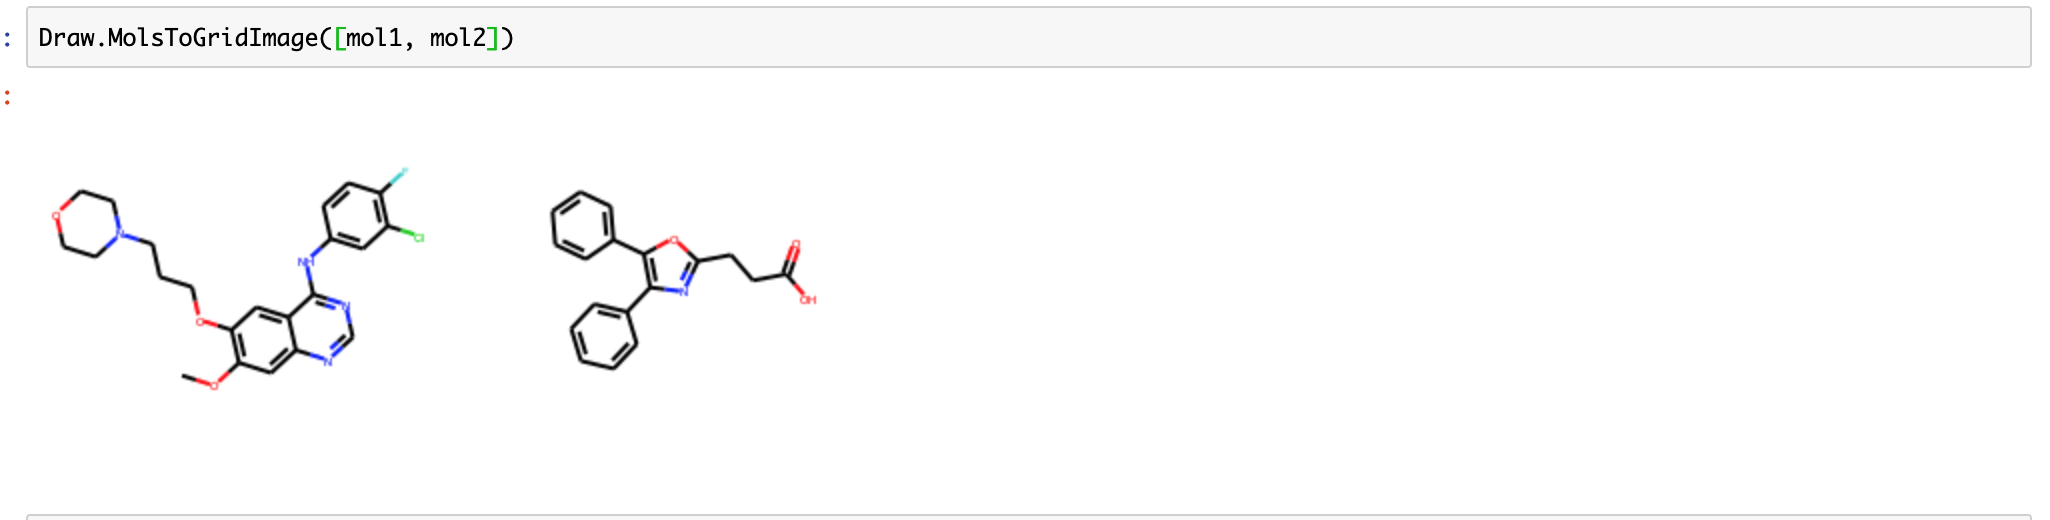 : Draw.MolsToGridImage([mol1, mol2])
:
F
O
N
Cl
NH
O
O
N
O
N
OH
O
N
O